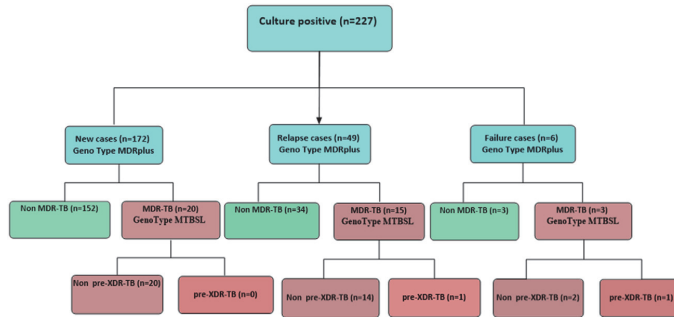 Culture positive (n=227)
New cases (n=172)
Geno Type MDRplus
Relapse cases (n=49)
Geno Type MDRplus
Failure cases (n=6)
Geno Type MDRplus
Non MDR-TB (n=152)
MDR-TB (n=20)
GenoType MTBSL
Non MDR-TB (n=34)
MDR-TB (n=15)
GenoType MTBSL
Non MDR-TB (n=3)
MDR-TB (n=3)
GenoType MTBSL
Non pre-XDR-TB (n=20)
pre-XDR-TB (n=0)
Non pre-XDR-TB (n=14)
pre-XDR-TB (n=1)
Non pre-XDR-TB (n=2)
pre-XDR-TB (n=1)